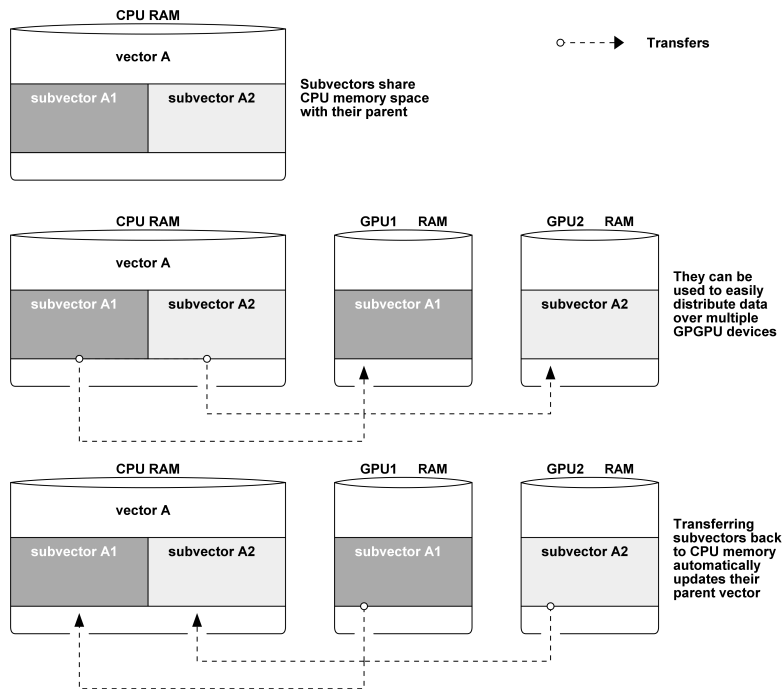 CPU RAM
Transfers
vector A
subvector A1
subvector A2
Subvectors share
CPU memory space
with their parent
CPU RAM
GPU1 RAM
GPU2 RAM
vector A
subvector A1
subvector A2
subvector A1
subvector A2
They can be
used to easily
distribute data
over multiple
GPGPU devices
CPU RAM
GPU1 RAM
GPU2 RAM
vector A
subvector A1
subvector A2
subvector A1
subvector A2
Transferring
subvectors back
to CPU memory
automatically
updates their
parent vector